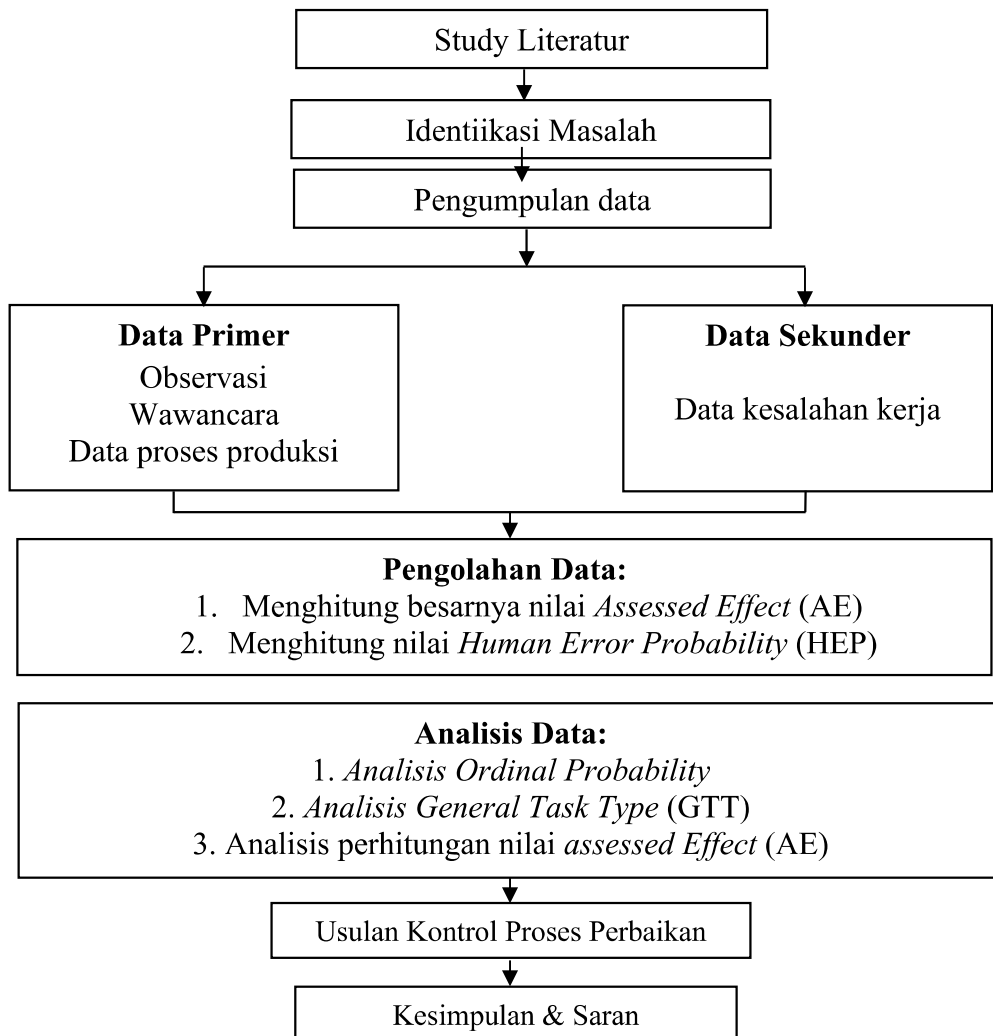 Study Literatur
Identiikasi Masalah
Pengumpulan data
Data Primer
Observasi
Wawancara
Data proses produksi
Data Sekunder
Data kesalahan kerja
Pengolahan Data:
1. Menghitung besarnya nilai Assessed Effect (AE)
2. Menghitung nilai Human Error Probability (HEP)
Analisis Data:
1. Analisis Ordinal Probability
2. Analisis General Task Type (GTT)
3. Analisis perhitungan nilai assessed Effect (AE)
Usulan Kontrol Proses Perbaikan
Kesimpulan & Saran